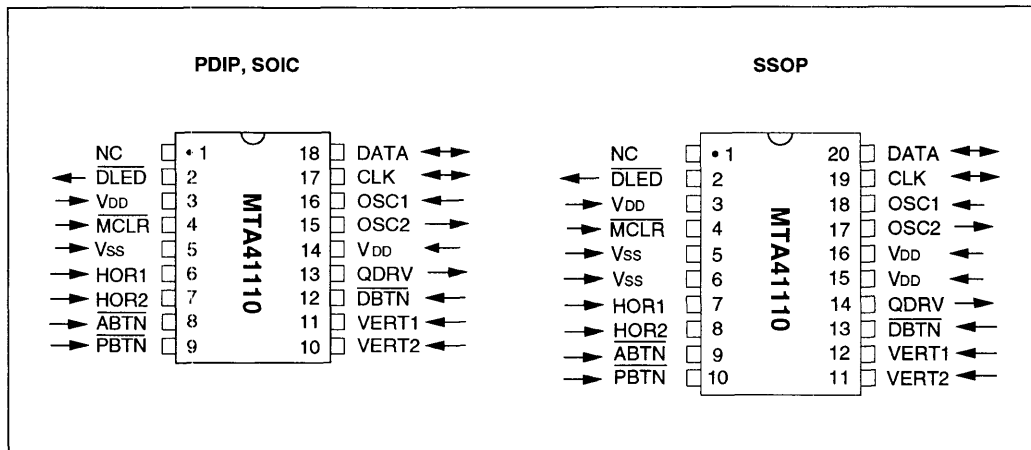 PDIP, SOIC
NC 1 18 DATA
DLED 2 17 CLK
VDD 3 16 OSC1
MCLR 4 15 OSC2
VSS 5 14 VDD
HOR1 6 13 QDRV
HOR2 7 12 DBTN
ABTN 8 11 VERT1
PBTN 9 10 VERT2
MTA41110
SSOP
NC 1 20 DATA
DLED 2 19 CLK
VDD 3 18 OSC1
MCLR 4 17 OSC2
VSS 5 16 VDD
VSS 6 15 VDD
HOR1 7 14 QDRV
HOR2 8 13 DBTN
ABTN 9 12 VERT1
PBTN 10 11 VERT2
MTA41110